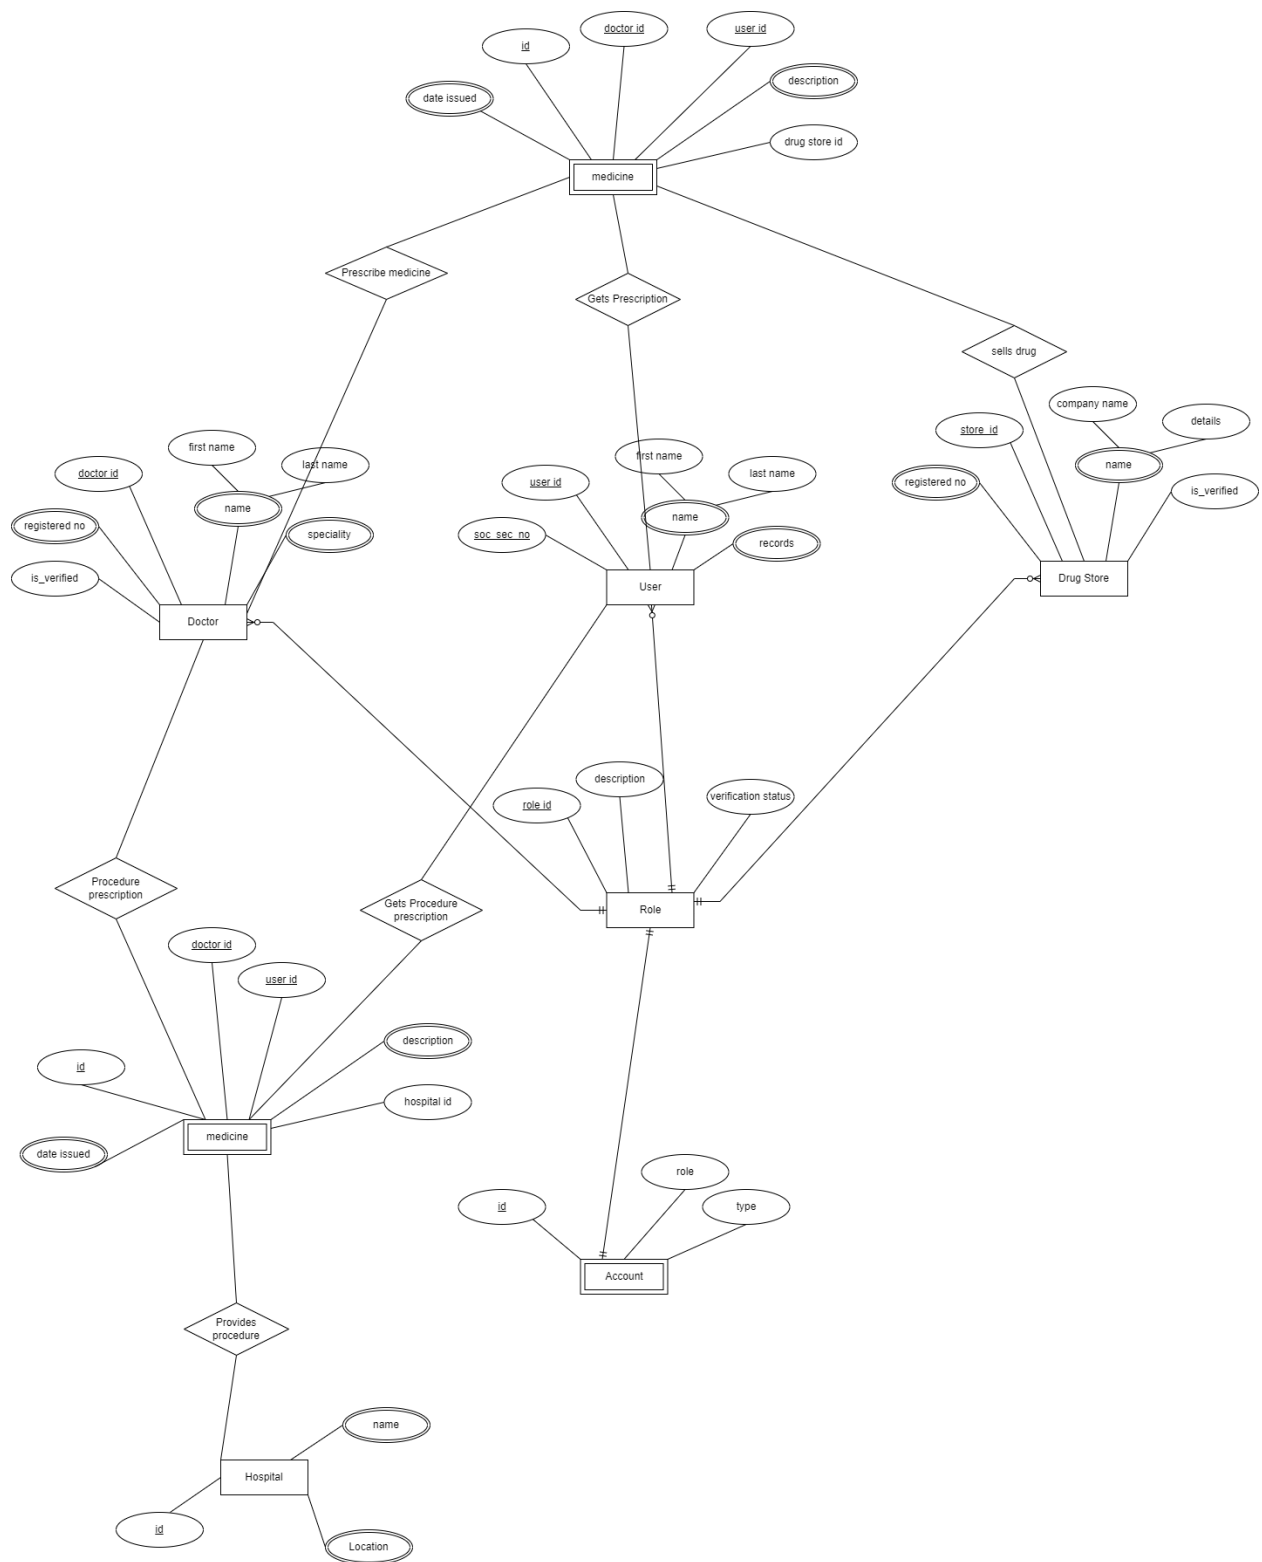 doctor id
user id
id
description
date issued
drug store id
medicine
Prescribe medicine
Gets Prescription
sells drug
company name
details
store_id
name
registered no
is_verified
Drug Store
first name
last name
doctor id
name
registered no
speciality
is_verified
Doctor
first name
last name
user id
name
soc_sec_no
records
User
description
verification status
role id
Role
Procedure
prescription
Gets Procedure
prescription
doctor id
user id
description
id
hospital id
medicine
date issued
role
id
type
Account
Provides
procedure
name
Hospital
id
Location